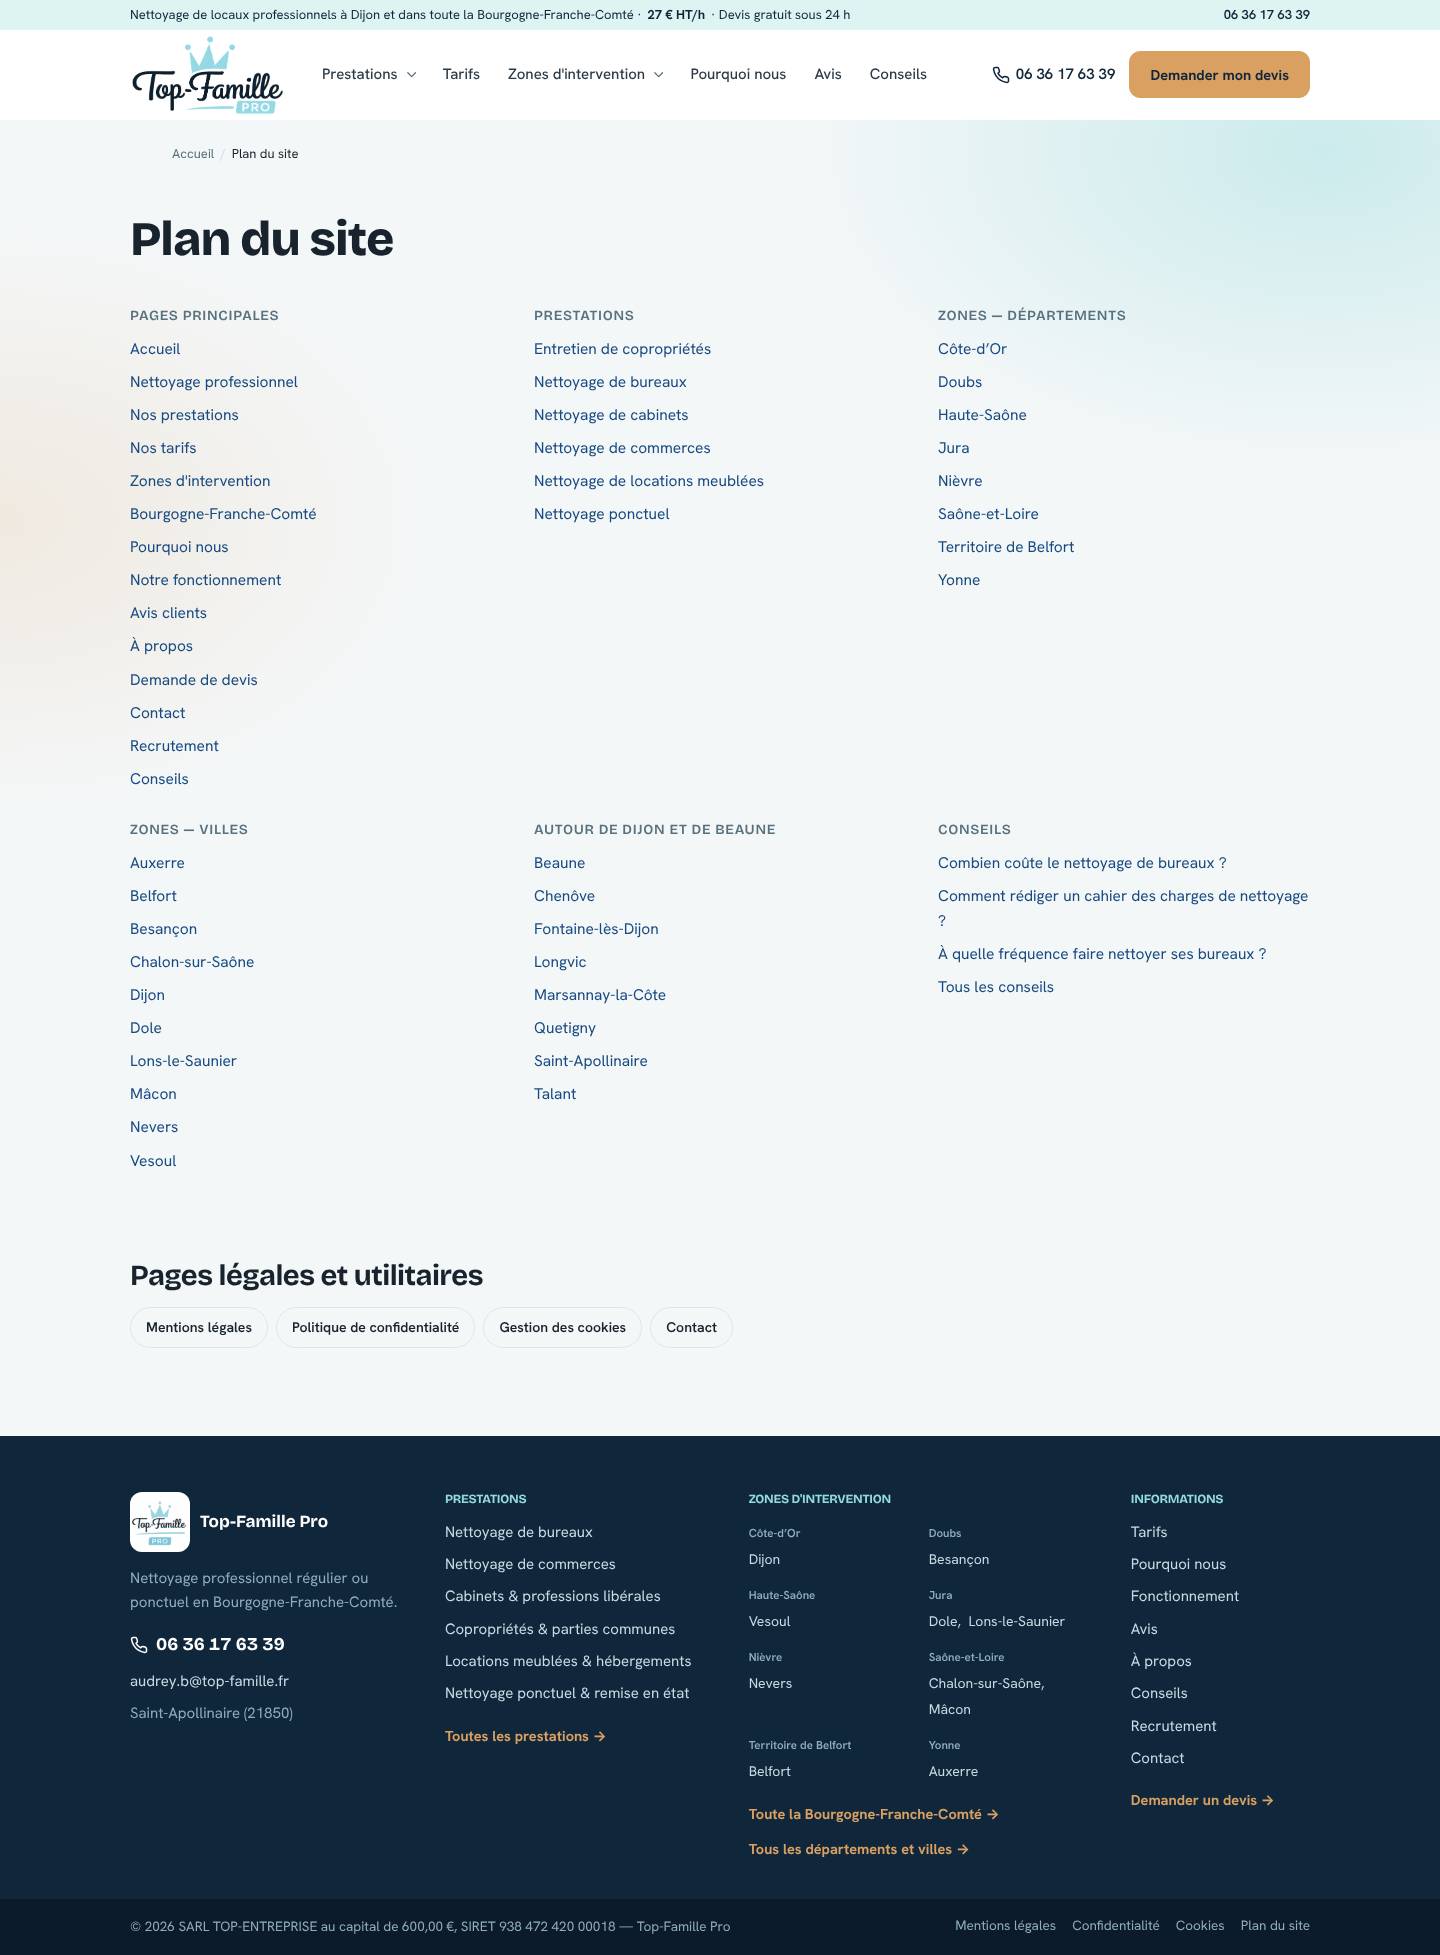 Nettoyage de locaux professionnels à Dijon et dans toute la Bourgogne-Franche-Comté · 27 € HT/h · Devis gratuit sous 24 h
06 36 17 63 39
Top-Famille
PRO
Prestations
Tarifs
Zones d'intervention
Pourquoi nous
Avis
Conseils
06 36 17 63 39
Demander mon devis
Accueil / Plan du site
Plan du site
PAGES PRINCIPALES
Accueil
Nettoyage professionnel
Nos prestations
Nos tarifs
Zones d'intervention
Bourgogne-Franche-Comté
Pourquoi nous
Notre fonctionnement
Avis clients
À propos
Demande de devis
Contact
Recrutement
Conseils
PRESTATIONS
Entretien de copropriétés
Nettoyage de bureaux
Nettoyage de cabinets
Nettoyage de commerces
Nettoyage de locations meublées
Nettoyage ponctuel
ZONES — DÉPARTEMENTS
Côte-d’Or
Doubs
Haute-Saône
Jura
Nièvre
Saône-et-Loire
Territoire de Belfort
Yonne
ZONES — VILLES
Auxerre
Belfort
Besançon
Chalon-sur-Saône
Dijon
Dole
Lons-le-Saunier
Mâcon
Nevers
Vesoul
AUTOUR DE DIJON ET DE BEAUNE
Beaune
Chenôve
Fontaine-lès-Dijon
Longvic
Marsannay-la-Côte
Quetigny
Saint-Apollinaire
Talant
CONSEILS
Combien coûte le nettoyage de bureaux ?
Comment rédiger un cahier des charges de nettoyage
?
À quelle fréquence faire nettoyer ses bureaux ?
Tous les conseils
Pages légales et utilitaires
Mentions légales
Politique de confidentialité
Gestion des cookies
Contact
Top-Famille
PRO
Top-Famille Pro
Nettoyage professionnel régulier ou
ponctuel en Bourgogne-Franche-Comté.
06 36 17 63 39
audrey.b@top-famille.fr
Saint-Apollinaire (21850)
PRESTATIONS
Nettoyage de bureaux
Nettoyage de commerces
Cabinets & professions libérales
Copropriétés & parties communes
Locations meublées & hébergements
Nettoyage ponctuel & remise en état
Toutes les prestations →
ZONES D'INTERVENTION
Côte-d’Or
Dijon
Doubs
Besançon
Haute-Saône
Vesoul
Jura
Dole, Lons-le-Saunier
Nièvre
Nevers
Saône-et-Loire
Chalon-sur-Saône,
Mâcon
Territoire de Belfort
Belfort
Yonne
Auxerre
Toute la Bourgogne-Franche-Comté →
Tous les départements et villes →
INFORMATIONS
Tarifs
Pourquoi nous
Fonctionnement
Avis
À propos
Conseils
Recrutement
Contact
Demander un devis →
© 2026 SARL TOP-ENTREPRISE au capital de 600,00 €, SIRET 938 472 420 00018 — Top-Famille Pro
Mentions légales
Confidentialité
Cookies
Plan du site